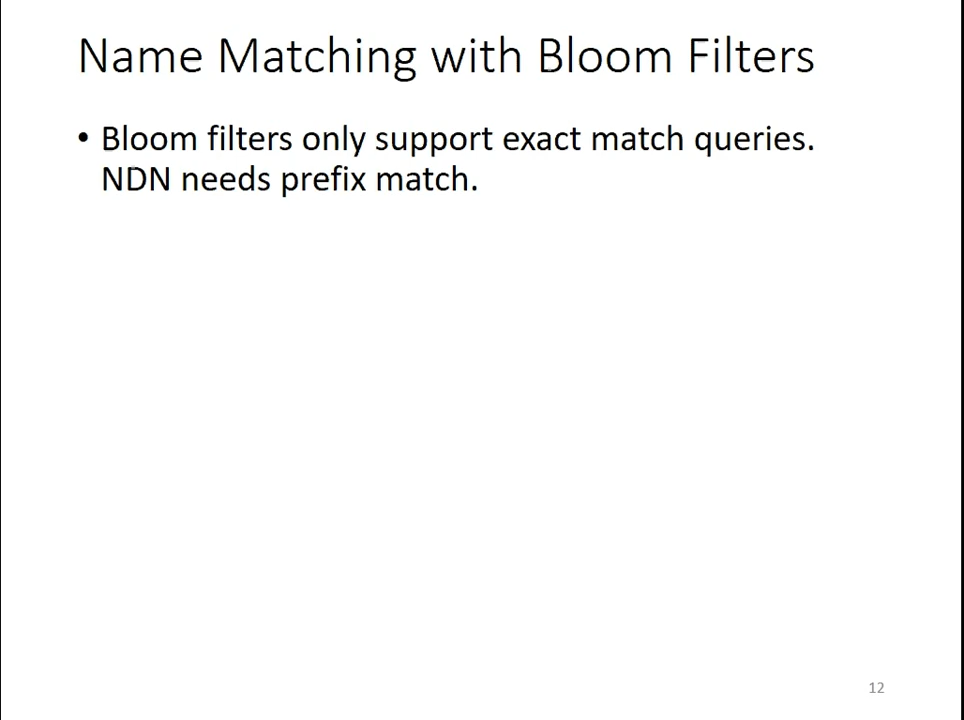 Name Matching with Bloom Filters
• Bloom filters only support exact match queries.
NDN needs prefix match.
12